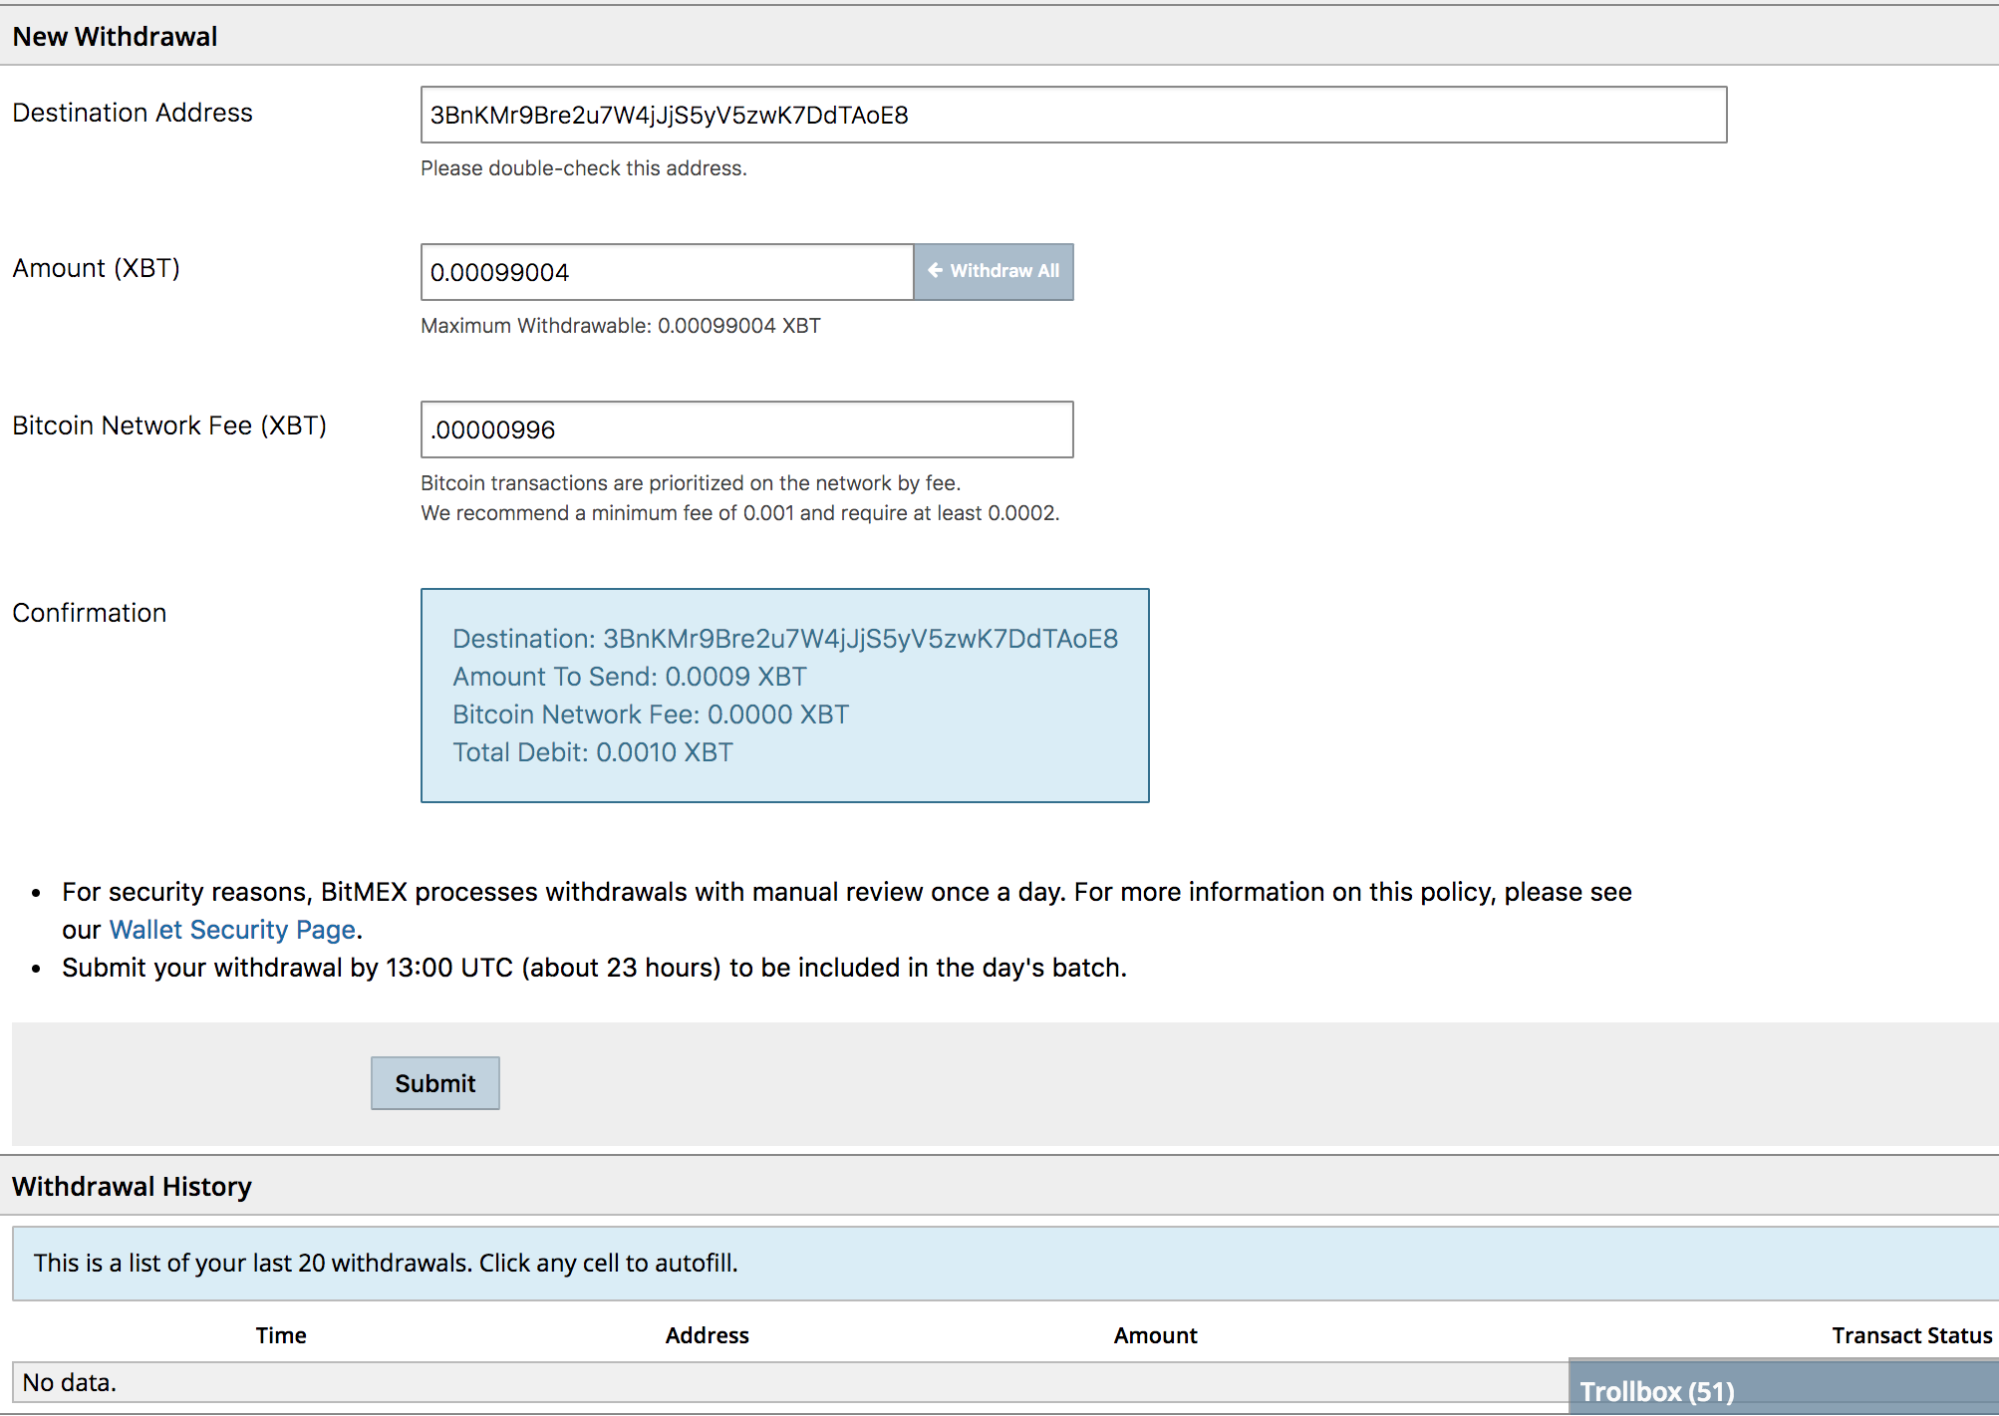 New Withdrawal
Destination Address
3BnKMr9Bre2u7W4jJjS5yV5zwK7DdTAoE8
Please double-check this address.
Amount (XBT)
0.00099004
Withdraw All
Maximum Withdrawable: 0.00099004 XBT
Bitcoin Network Fee (XBT)
.00000996
Bitcoin transactions are prioritized on the network by fee.
We recommend a minimum fee of 0.001 and require at least 0.0002.
Confirmation
Destination: 3BnKMr9Bre2u7W4jJjS5yV5zwK7DdTAoE8
Amount To Send: 0.0009 XBT
Bitcoin Network Fee: 0.0000 XBT
Total Debit: 0.0010 XBT
• For security reasons, BitMEX processes withdrawals with manual review once a day. For more information on this policy, please see
our Wallet Security Page.
• Submit your withdrawal by 13:00 UTC (about 23 hours) to be included in the day's batch.
Submit
Withdrawal History
This is a list of your last 20 withdrawals. Click any cell to autofill.
Time Address Amount Transact Status
No data.
Trollbox (51)